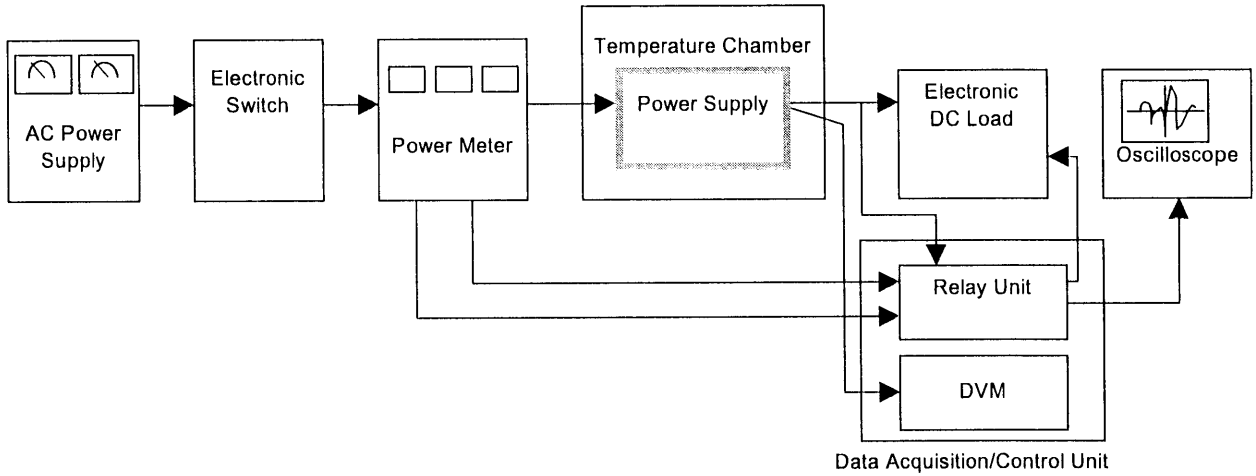 AC Power
Supply
Electronic
Switch
Power Meter
Temperature Chamber
Power Supply
Electronic
DC Load
Oscilloscope
Relay Unit
DVM
Data Acquisition/Control Unit